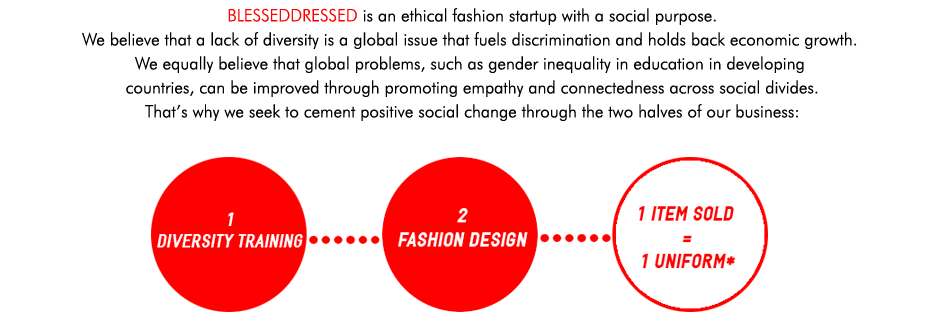 BLESSEDDRESSED is an ethical fashion startup with a social purpose.
We believe that a lack of diversity is a global issue that fuels discrimination and holds back economic growth.
We equally believe that global problems, such as gender inequality in education in developing
countries, can be improved through promoting empathy and connectedness across social divides.
That's why we seek to cement positive social change through the two halves of our business:
1
DIVERSITY TRAINING
2
FASHION DESIGN
1 ITEM SOLD
=
1 UNIFORM*